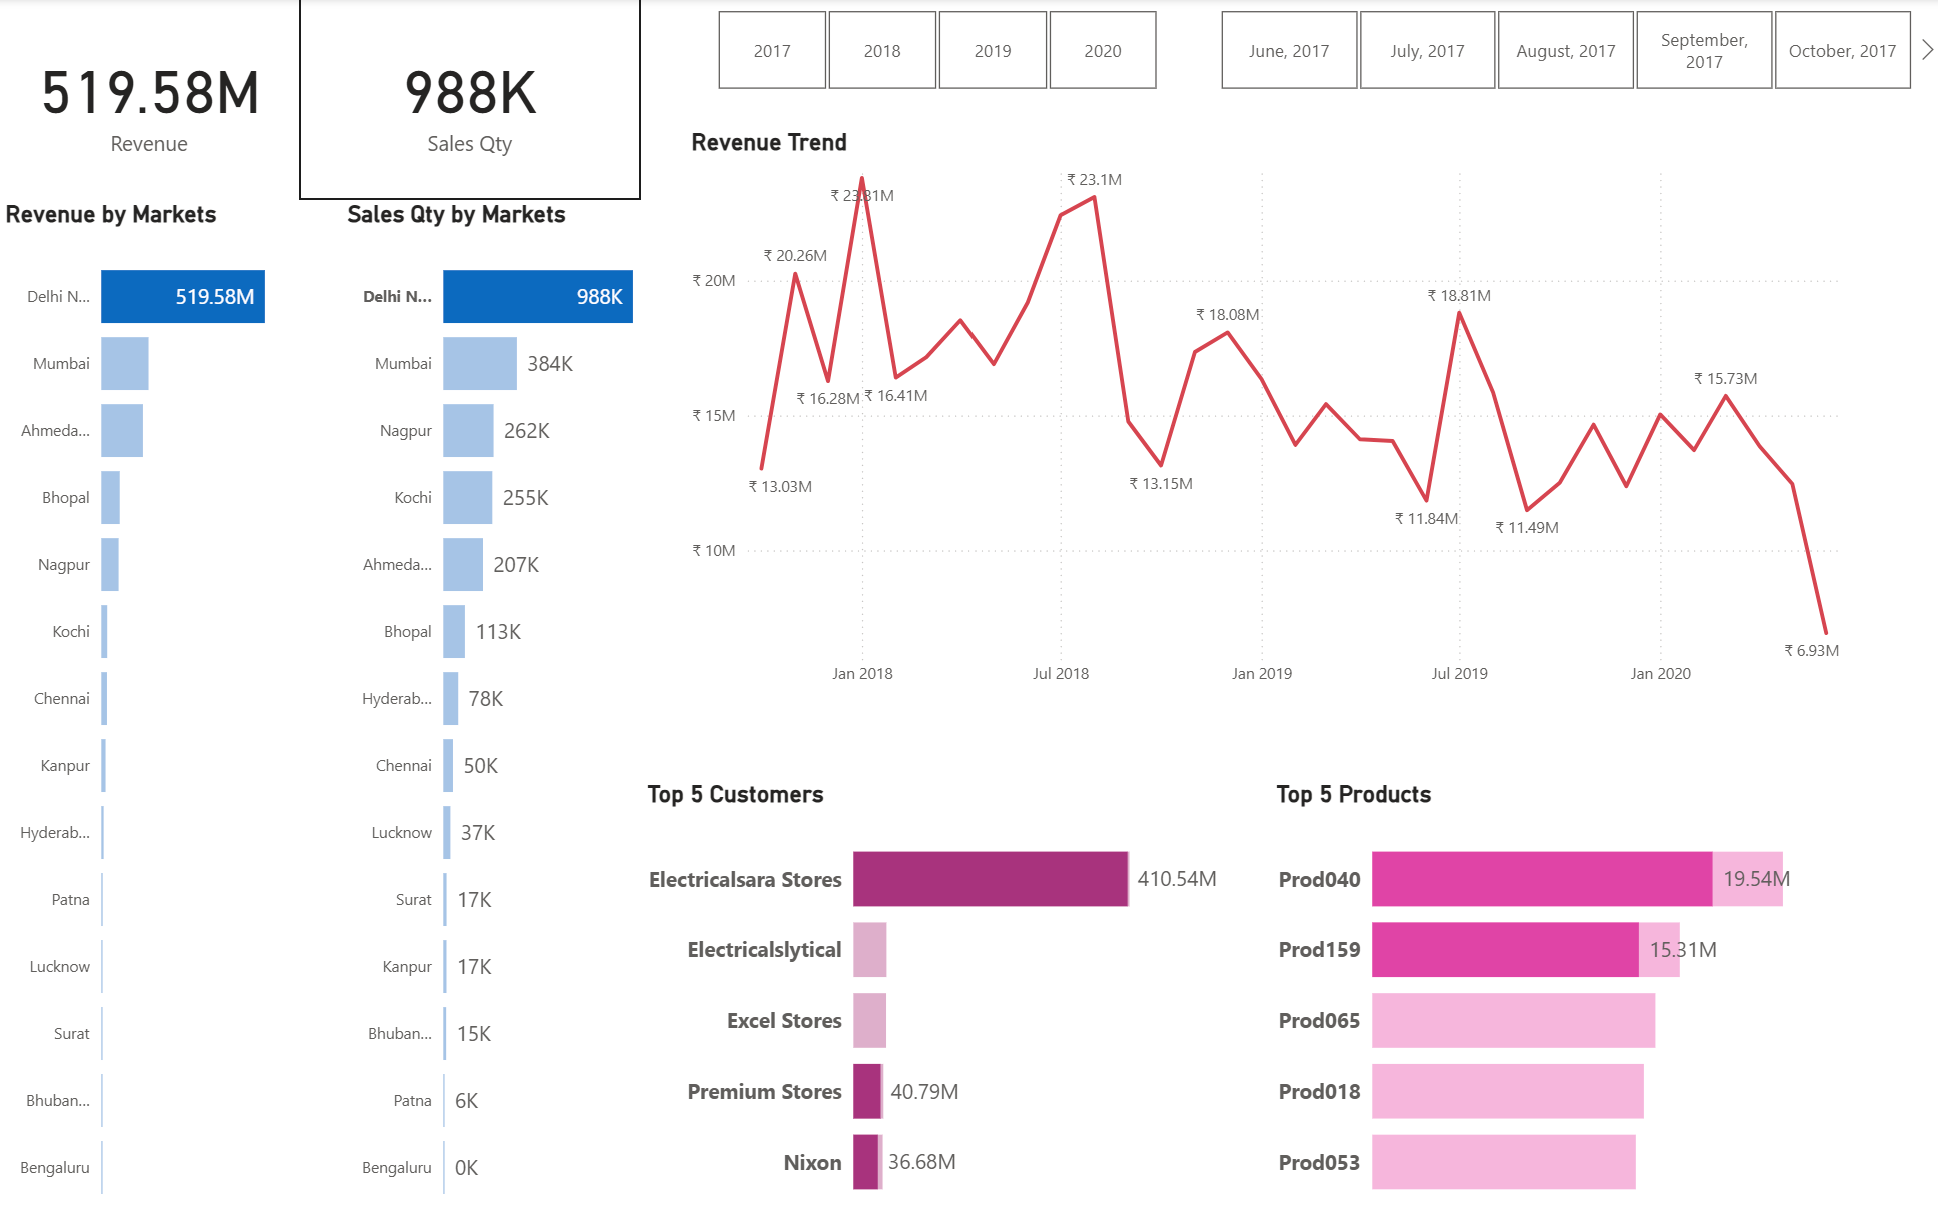 519.58M
Revenue
988K
Sales Qty
2017
2018
2019
2020
June, 2017
July, 2017
August, 2017
September,
2017
October, 2017
Revenue by Markets
Delhi N...
519.58M
Mumbai
Ahmeda...
Bhopal
Nagpur
Kochi
Chennai
Kanpur
Hyderab...
Patna
Lucknow
Surat
Bhuban...
Bengaluru
Sales Qty by Markets
Delhi N...
988K
Mumbai
384K
Nagpur
262K
Kochi
255K
Ahmeda...
207K
Bhopal
113K
Hyderab...
78K
Chennai
50K
Lucknow
37K
Surat
17K
Kanpur
17K
Bhuban...
15K
Patna
6K
Bengaluru
0K
Revenue Trend
₹ 20M
₹ 15M
₹ 10M
₹ 13.03M
₹ 20.26M
₹ 16.28M
₹ 23.81M
₹ 16.41M
₹ 23.1M
₹ 13.15M
₹ 18.08M
₹ 11.84M
₹ 18.81M
₹ 11.49M
₹ 15.73M
₹ 6.93M
Jan 2018
Jul 2018
Jan 2019
Jul 2019
Jan 2020
Top 5 Customers
Electricalsara Stores
410.54M
Electricalslytical
Excel Stores
Premium Stores
40.79M
Nixon
36.68M
Top 5 Products
Prod040
19.54M
Prod159
15.31M
Prod065
Prod018
Prod053